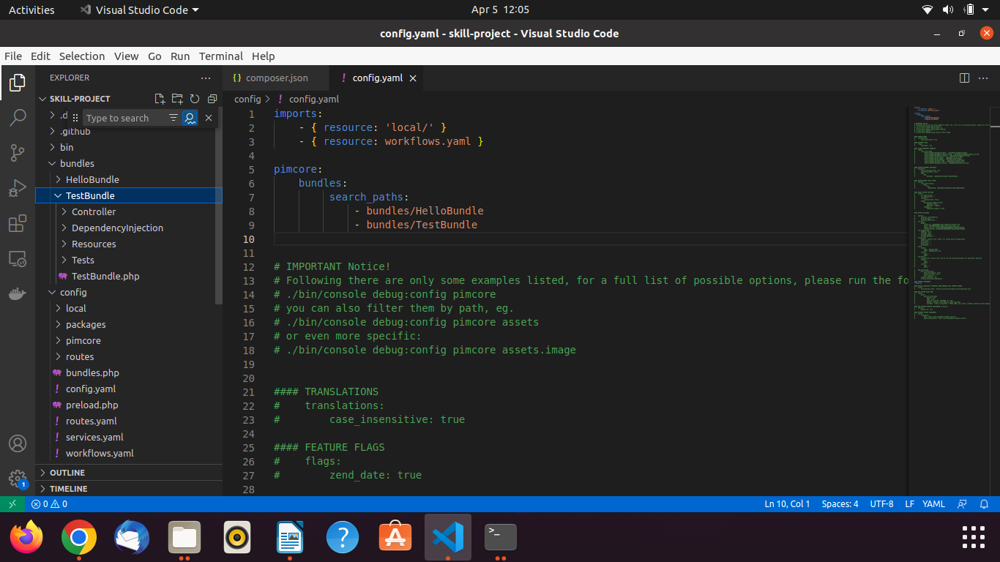 Activities Visual Studio Code Apr 5 12:05
config.yaml - skill-project - Visual Studio Code
File Edit Selection View Go Run Terminal Help
EXPLORER
SKILL-PROJECT
.d
Type to search
.github
bin
bundles
HelloBundle
TestBundle
Controller
DependencyInjection
Resources
Tests
TestBundle.php
config
local
packages
pimcore
routes
bundles.php
config.yaml
preload.php
routes.yaml
services.yaml
workflows.yaml
OUTLINE
TIMELINE
1
{} composer.json ! config.yaml
config > ! config.yaml
1 imports:
2 - { resource: 'local/' }
3 - { resource: workflows.yaml }
4
5 pimcore:
6 bundles:
7 search_paths:
8 - bundles/HelloBundle
9 - bundles/TestBundle
10
11
12 # IMPORTANT Notice!
13 # Following there are only some examples listed, for a full list of possible options, please run the fo
14 # ./bin/console debug:config pimcore
15 # you can also filter them by path, eg.
16 # ./bin/console debug:config pimcore assets
17 # or even more specific:
18 # ./bin/console debug:config pimcore assets.image
19
20
21 #### TRANSLATIONS
22 # translations:
23 # case_insensitive: true
24
25 #### FEATURE FLAGS
26 # flags:
27 # zend_date: true
28
0 0 Ln 10, Col 1 Spaces: 4 UTF-8 LF YAML